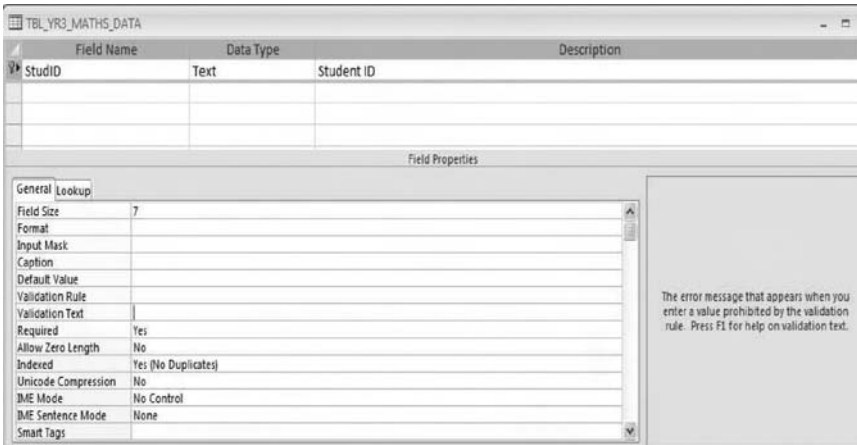 TBL_YR3_MATHS_DATA
Field Name Data Type Description
StudID Text Student ID
Field Properties
General Lookup
Field Size 7
Format
Input Mask
Caption
Default Value
Validation Rule
Validation Text
Required Yes
Allow Zero Length No
Indexed Yes (No Duplicates)
Unicode Compression No
IME Mode No Control
IME Sentence Mode None
Smart Tags
The error message that appears when you
enter a value prohibited by the validation
rule. Press F1 for help on validation text.